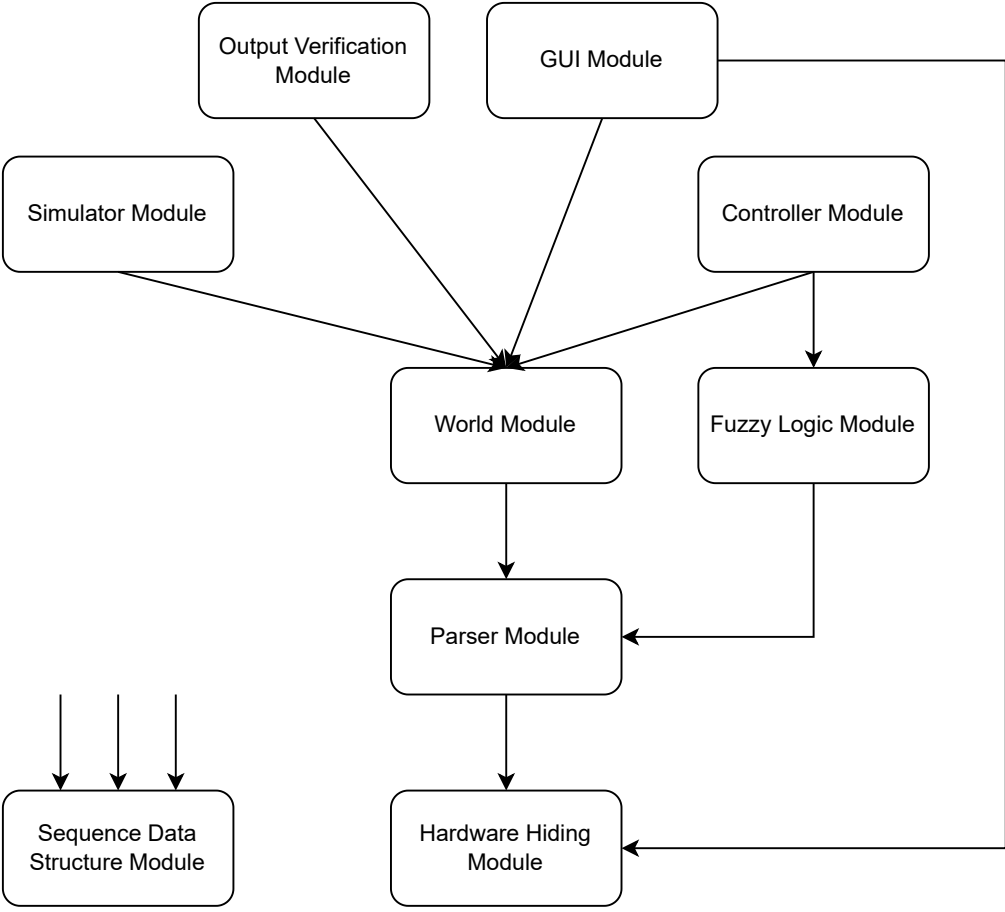 Output Verification
Module
GUI Module
Simulator Module
Controller Module
World Module
Fuzzy Logic Module
Parser Module
Sequence Data
Structure Module
Hardware Hiding
Module